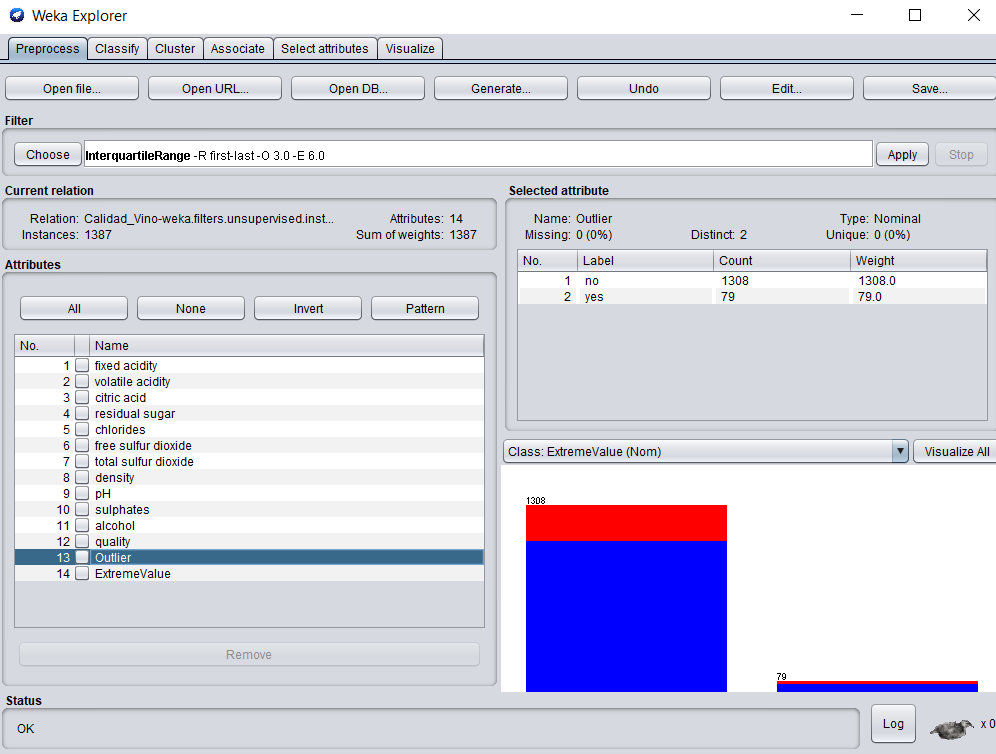 Weka Explorer
Preprocess Classify Cluster Associate Select attributes Visualize
Open file... Open URL... Open DB... Generate... Undo Edit... Save...
Filter
Choose InterquartileRange -R first-last -O 3.0 -E 6.0 Apply Stop
Current relation
Relation: Calidad_Vino-weka.filters.unsupervised.inst... Attributes: 14
Instances: 1387 Sum of weights: 1387
Attributes
All None Invert Pattern
No. Name
1 fixed acidity
2 volatile acidity
3 citric acid
4 residual sugar
5 chlorides
6 free sulfur dioxide
7 total sulfur dioxide
8 density
9 pH
10 sulphates
11 alcohol
12 quality
13 Outlier
14 ExtremeValue
Remove
Selected attribute
Name: Outlier Type: Nominal
Missing: 0 (0%) Distinct: 2 Unique: 0 (0%)
No. Label Count Weight
1 no 1308 1308.0
2 yes 79 79.0
Class: ExtremeValue (Nom) Visualize All
1308
79
Status
OK Log x 0